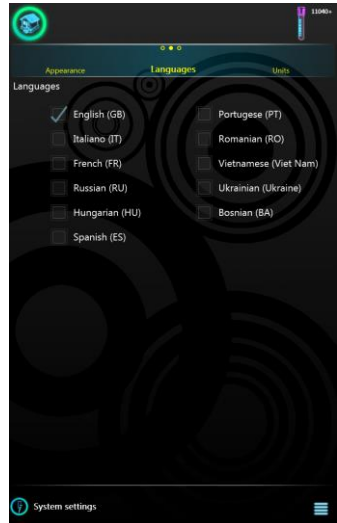 11040+
Appearance
Languages
Units
Languages
English (GB)
Italiano (IT)
French (FR)
Russian (RU)
Hungarian (HU)
Spanish (ES)
Portugese (PT)
Romanian (RO)
Vietnamese (Viet Nam)
Ukrainian (Ukraine)
Bosnian (BA)
System settings